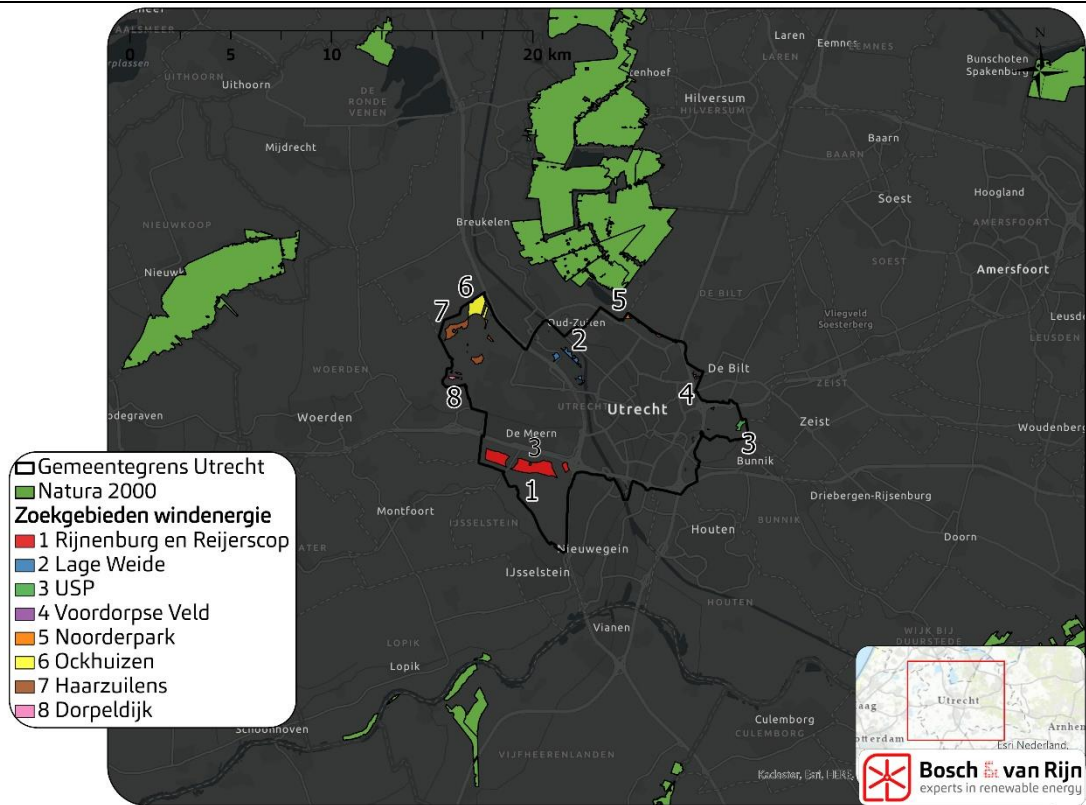 AALSMEER
0 5 10 20 km
Laren
Eemnes
EEMNES
N
UITHOORN
Uithoorn
DE RONDE VENEN
LAREN
Bunschoten
Spakenburg
Hilversum
HILVERSUM
Mijdrecht
Baarn
BAARN
Hoogland
Soest
AMERSFOORT
NIEUWKOOP
Breukelen
SOEST
Amersfoort
6
7
5
DE BILT
Vliegveld
Soesterberg
LEUSDEN
Oud-Zuilen
2
WOERDEN
De Bilt
ZEIST
8
UTRECHT
Utrecht
4
Woerden
Zeist
De Meern
3
3
Bunnik
1
Driebergen-Rijsenburg
Montfoort
IJSSELSTEIN
Houten
BUNNIK
Doorn
Nieuwegein
IJsselstein
HOUTEN
Vianen
WIJK BIJ
DUURSTEDE
LOPIK
Lopik
Schoonhoven
Culemborg
CULEMBORG
VIJFHEERENLANDEN
Gemeentegrens Utrecht
Natura 2000
Zoekgebieden windenergie
1 Rijnenburg en Reijerscop
2 Lage Weide
3 USP
4 Voordorpse Veld
5 Noorderpark
6 Ockhuizen
7 Haarzuilens
8 Dorpeldijk
Utrecht
Esri Nederland,
Kadaster, Esri, HERE,
Bosch & van Rijn
experts in renewable energy